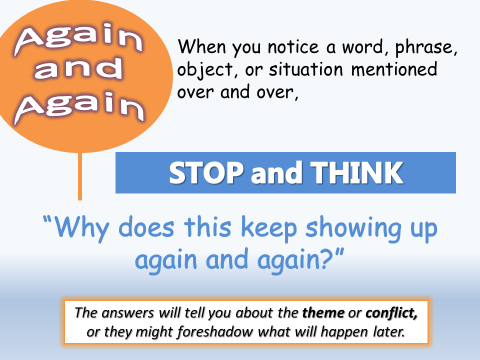 Again
and
Again
When you notice a word, phrase,
object, or situation mentioned
over and over,
STOP and THINK
“Why does this keep showing up
again and again?”
The answers will tell you about the theme or conflict,
or they might foreshadow what will happen later.